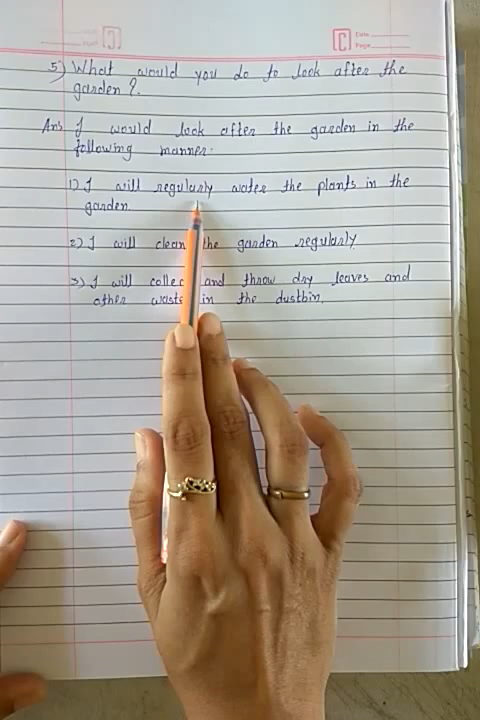 Date
Page
5) What would you do to look after the
garden?.
Ans I would look after the garden in the
following manner.
1) I will regularly water the plants in the
garden.
2) I will clean the garden regularly
3) I will collec and throw dry leaves and
other waste in the dustbin.